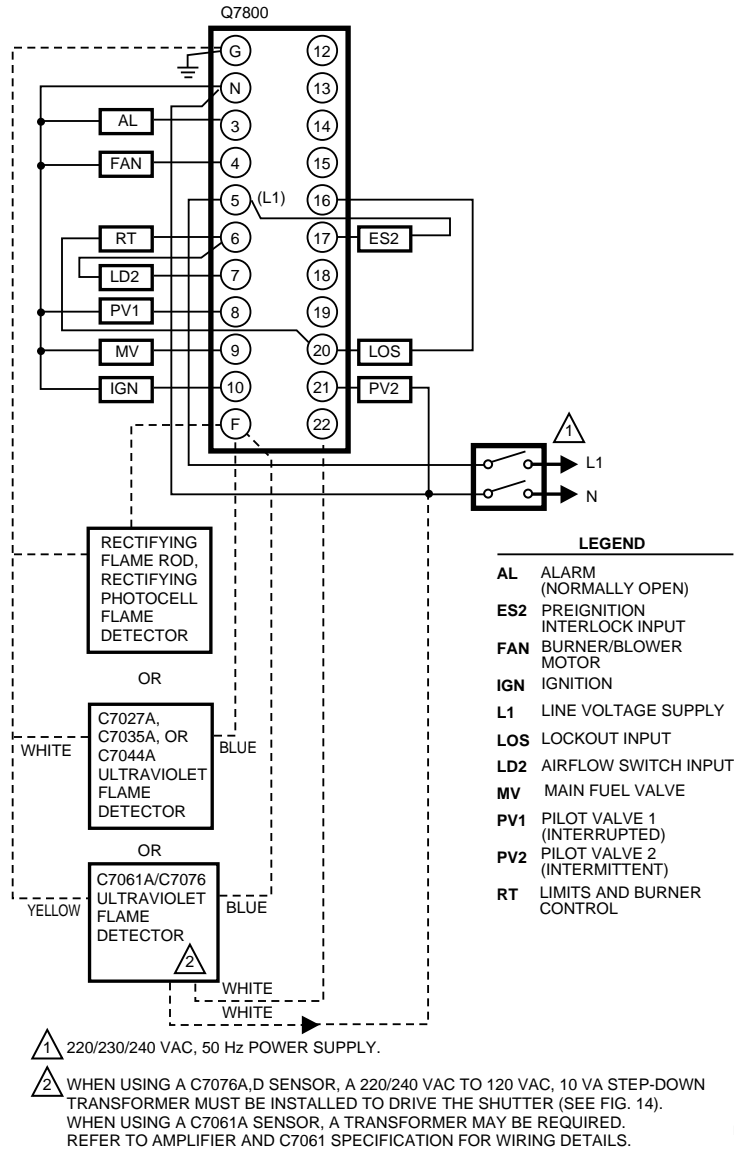 Q7800
G 12
N 13
AL 3 14
FAN 4 15
5 (L1) 16
RT 6 17 ES2
LD2 7 18
PV1 8 19
MV 9 20 LOS
IGN 10 21 PV2
F 22
1
L1
N
RECTIFYING
FLAME ROD,
RECTIFYING
PHOTOCELL
FLAME
DETECTOR
OR
C7027A,
C7035A, OR
C7044A
ULTRAVIOLET
FLAME
DETECTOR
WHITE
BLUE
OR
C7061A/C7076
ULTRAVIOLET
FLAME
DETECTOR
2
YELLOW
BLUE
WHITE
WHITE
LEGEND
AL ALARM
(NORMALLY OPEN)
ES2 PREIGNITION
INTERLOCK INPUT
FAN BURNER/BLOWER
MOTOR
IGN IGNITION
L1 LINE VOLTAGE SUPPLY
LOS LOCKOUT INPUT
LD2 AIRFLOW SWITCH INPUT
MV MAIN FUEL VALVE
PV1 PILOT VALVE 1
(INTERRUPTED)
PV2 PILOT VALVE 2
(INTERMITTENT)
RT LIMITS AND BURNER
CONTROL
1 220/230/240 VAC, 50 Hz POWER SUPPLY.
2 WHEN USING A C7076A,D SENSOR, A 220/240 VAC TO 120 VAC, 10 VA STEP-DOWN
TRANSFORMER MUST BE INSTALLED TO DRIVE THE SHUTTER (SEE FIG. 14).
WHEN USING A C7061A SENSOR, A TRANSFORMER MAY BE REQUIRED.
REFER TO AMPLIFIER AND C7061 SPECIFICATION FOR WIRING DETAILS.